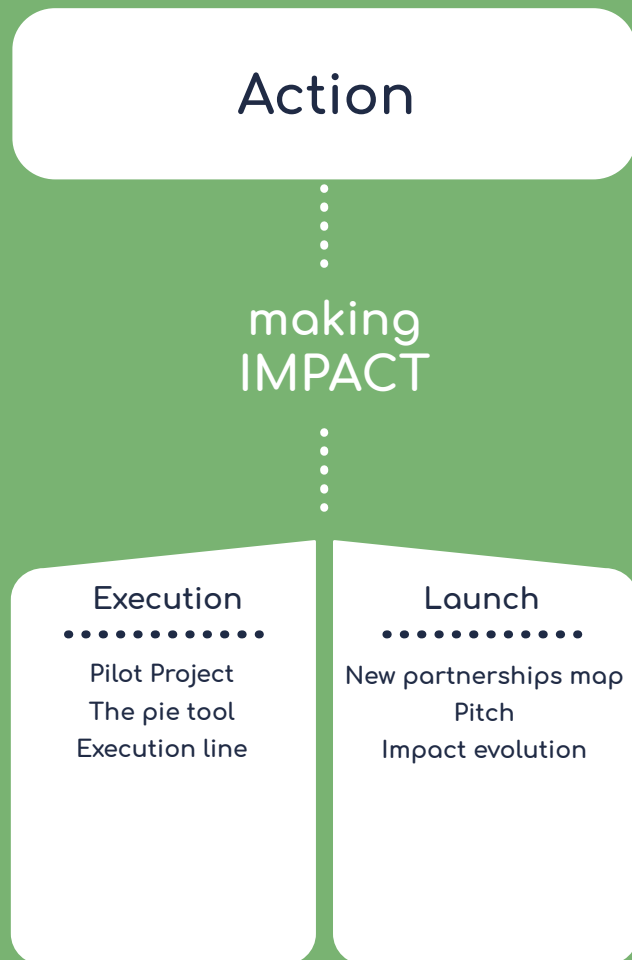 Action
making
IMPACT
Execution
Pilot Project
The pie tool
Execution line
Launch
New partnerships map
Pitch
Impact evolution